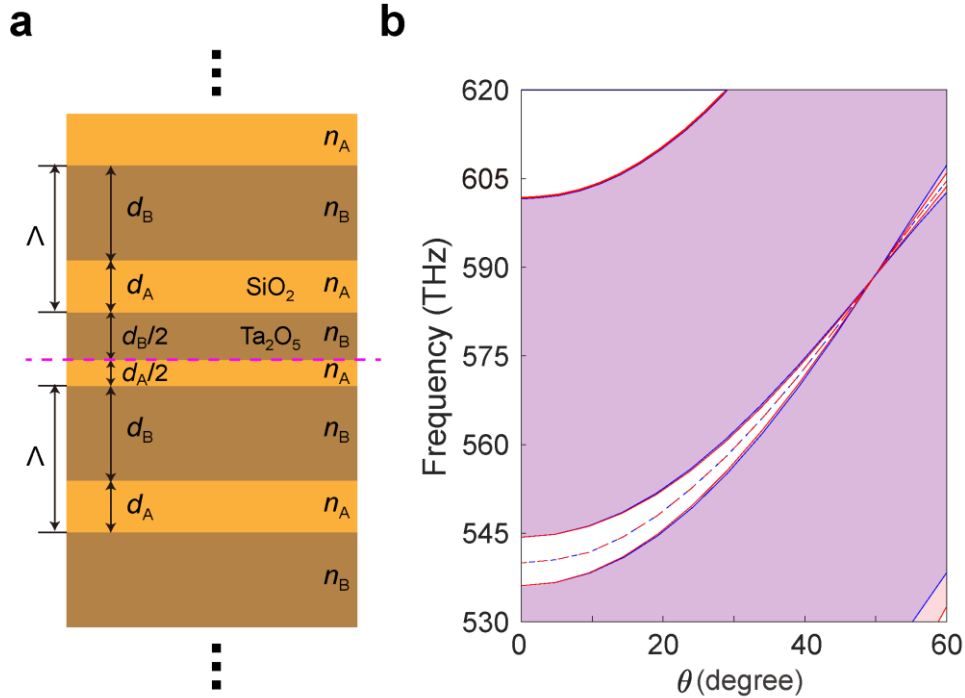 a
n_A
d_B
n_B
Λ
d_A
SiO₂
n_A
d_B/2
Ta₂O₅
n_B
d_A/2
n_A
d_B
n_B
Λ
d_A
n_A
n_B
b
Frequency (THz)
620
605
590
575
560
545
530
0
20
40
60
θ (degree)